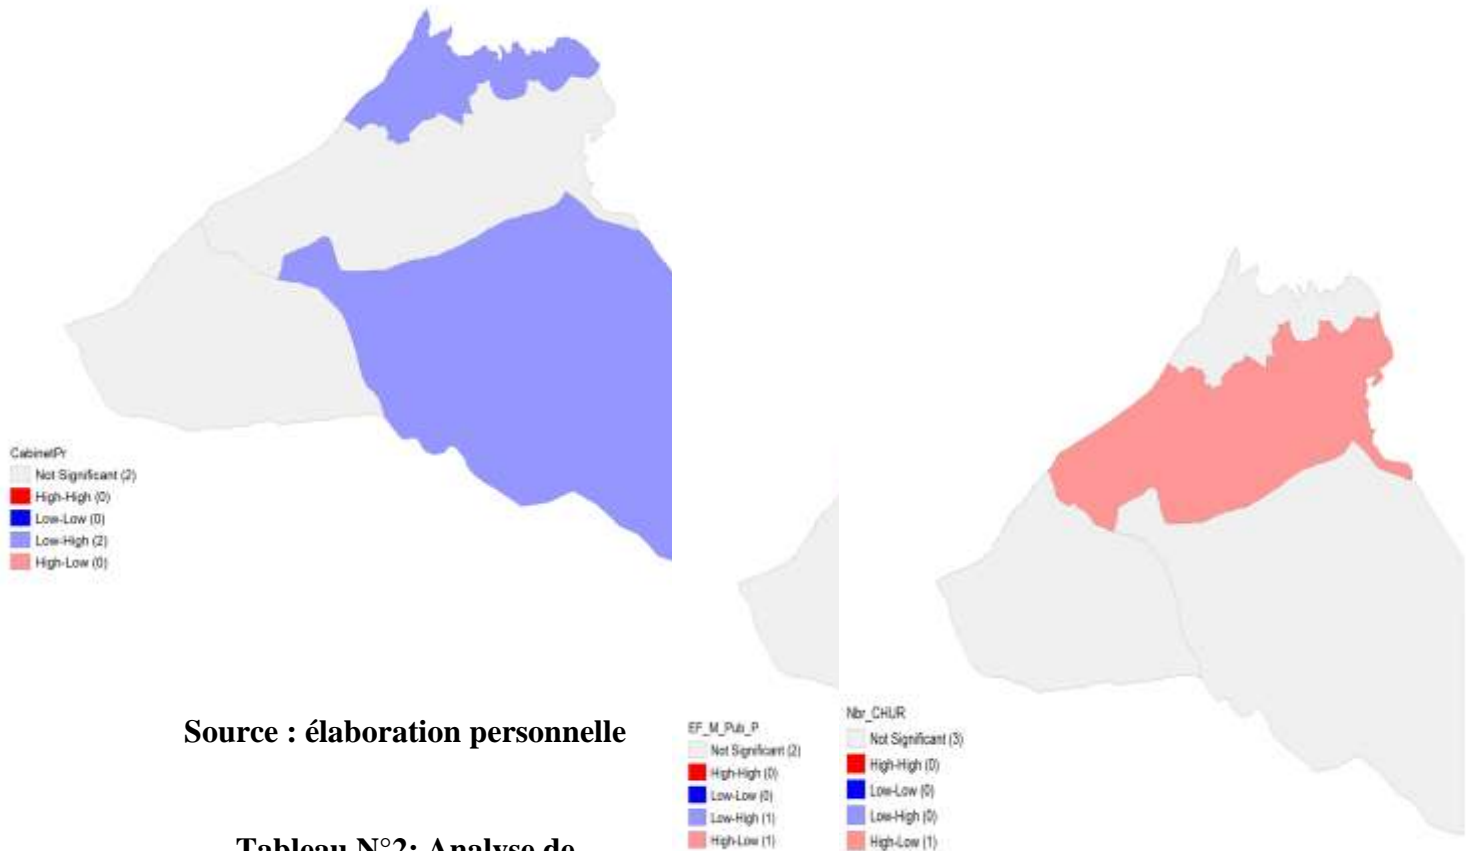 CabinetPr
Not Significant (2)
High-High (0)
Low-Low (0)
Low-High (2)
High-Low (0)
Source : élaboration personnelle
EF_M_Pub_P
Not Significant (2)
High-High (0)
Low-Low (0)
Low-High (1)
High-Low (1)
Nbr_CHUR
Not Significant (3)
High-High (0)
Low-Low (0)
Low-High (0)
High-Low (1)
Tableau N°2: Analyse de